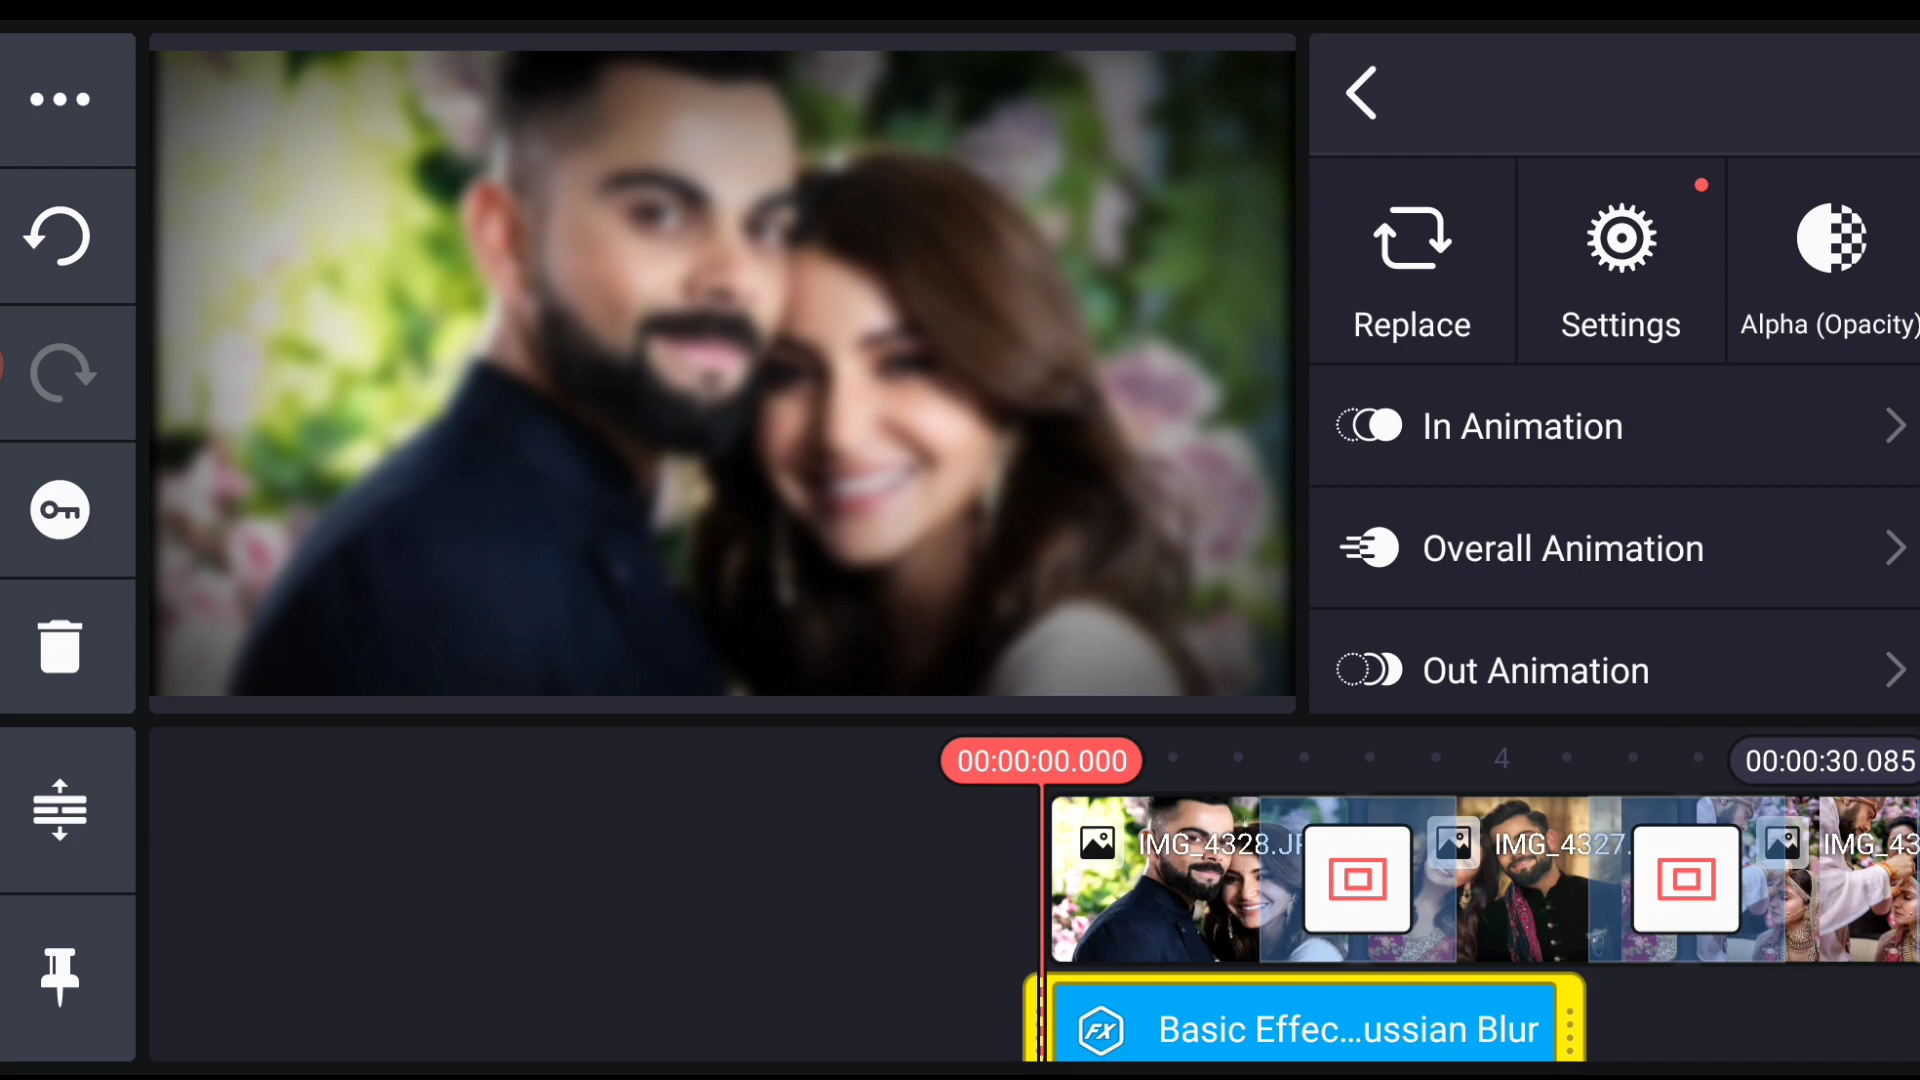 Replace
Settings
Alpha (Opacity)
In Animation
Overall Animation
Out Animation
00:00:00.000
4
00:00:30.085
IMG_4328.JP
IMG_4327.
IMG_43
FX
Basic Effec...ussian Blur